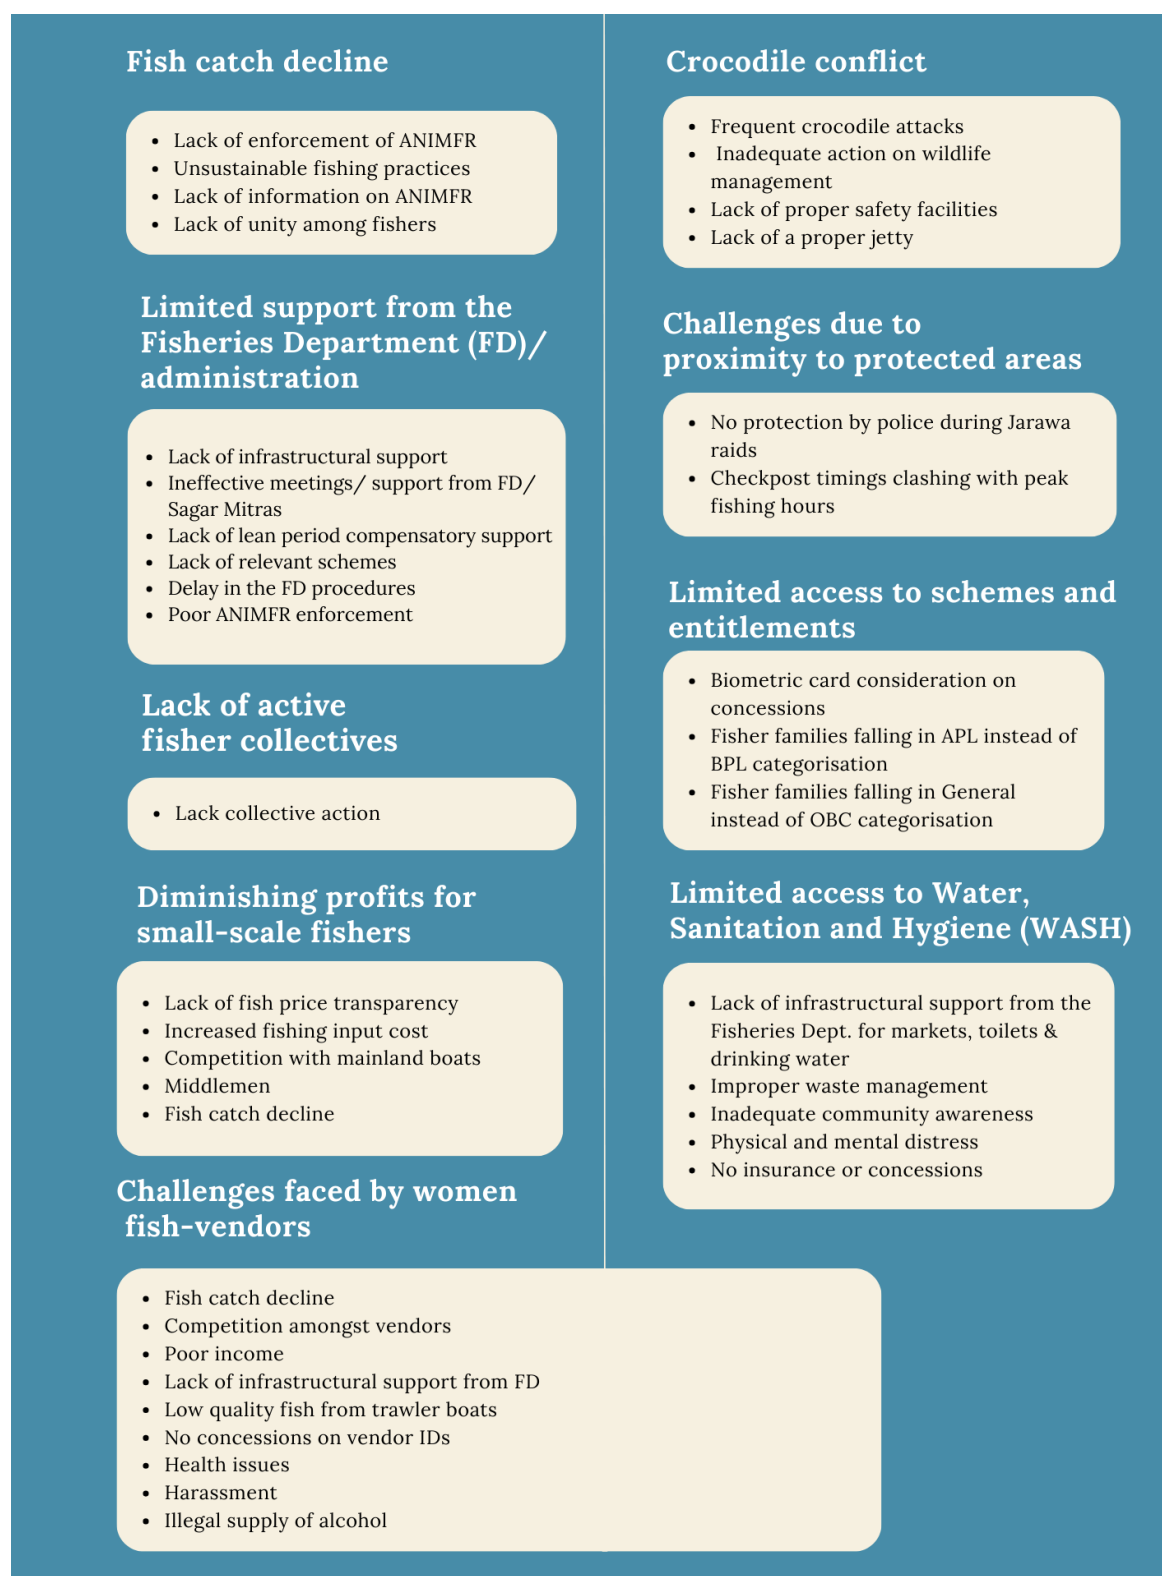 Fish catch decline
• Lack of enforcement of ANIMFR
• Unsustainable fishing practices
• Lack of information on ANIMFR
• Lack of unity among fishers
Limited support from the
Fisheries Department (FD)/
administration
• Lack of infrastructural support
• Ineffective meetings/ support from FD/
Sagar Mitras
• Lack of lean period compensatory support
• Lack of relevant schemes
• Delay in the FD procedures
• Poor ANIMFR enforcement
Lack of active
fisher collectives
• Lack collective action
Diminishing profits for
small-scale fishers
• Lack of fish price transparency
• Increased fishing input cost
• Competition with mainland boats
• Middlemen
• Fish catch decline
Challenges faced by women
fish-vendors
• Fish catch decline
• Competition amongst vendors
• Poor income
• Lack of infrastructural support from FD
• Low quality fish from trawler boats
• No concessions on vendor IDs
• Health issues
• Harassment
• Illegal supply of alcohol
Crocodile conflict
• Frequent crocodile attacks
• Inadequate action on wildlife
management
• Lack of proper safety facilities
• Lack of a proper jetty
Challenges due to
proximity to protected areas
• No protection by police during Jarawa
raids
• Checkpost timings clashing with peak
fishing hours
Limited access to schemes and
entitlements
• Biometric card consideration on
concessions
• Fisher families falling in APL instead of
BPL categorisation
• Fisher families falling in General
instead of OBC categorisation
Limited access to Water,
Sanitation and Hygiene (WASH)
• Lack of infrastructural support from the
Fisheries Dept. for markets, toilets &
drinking water
• Improper waste management
• Inadequate community awareness
• Physical and mental distress
• No insurance or concessions